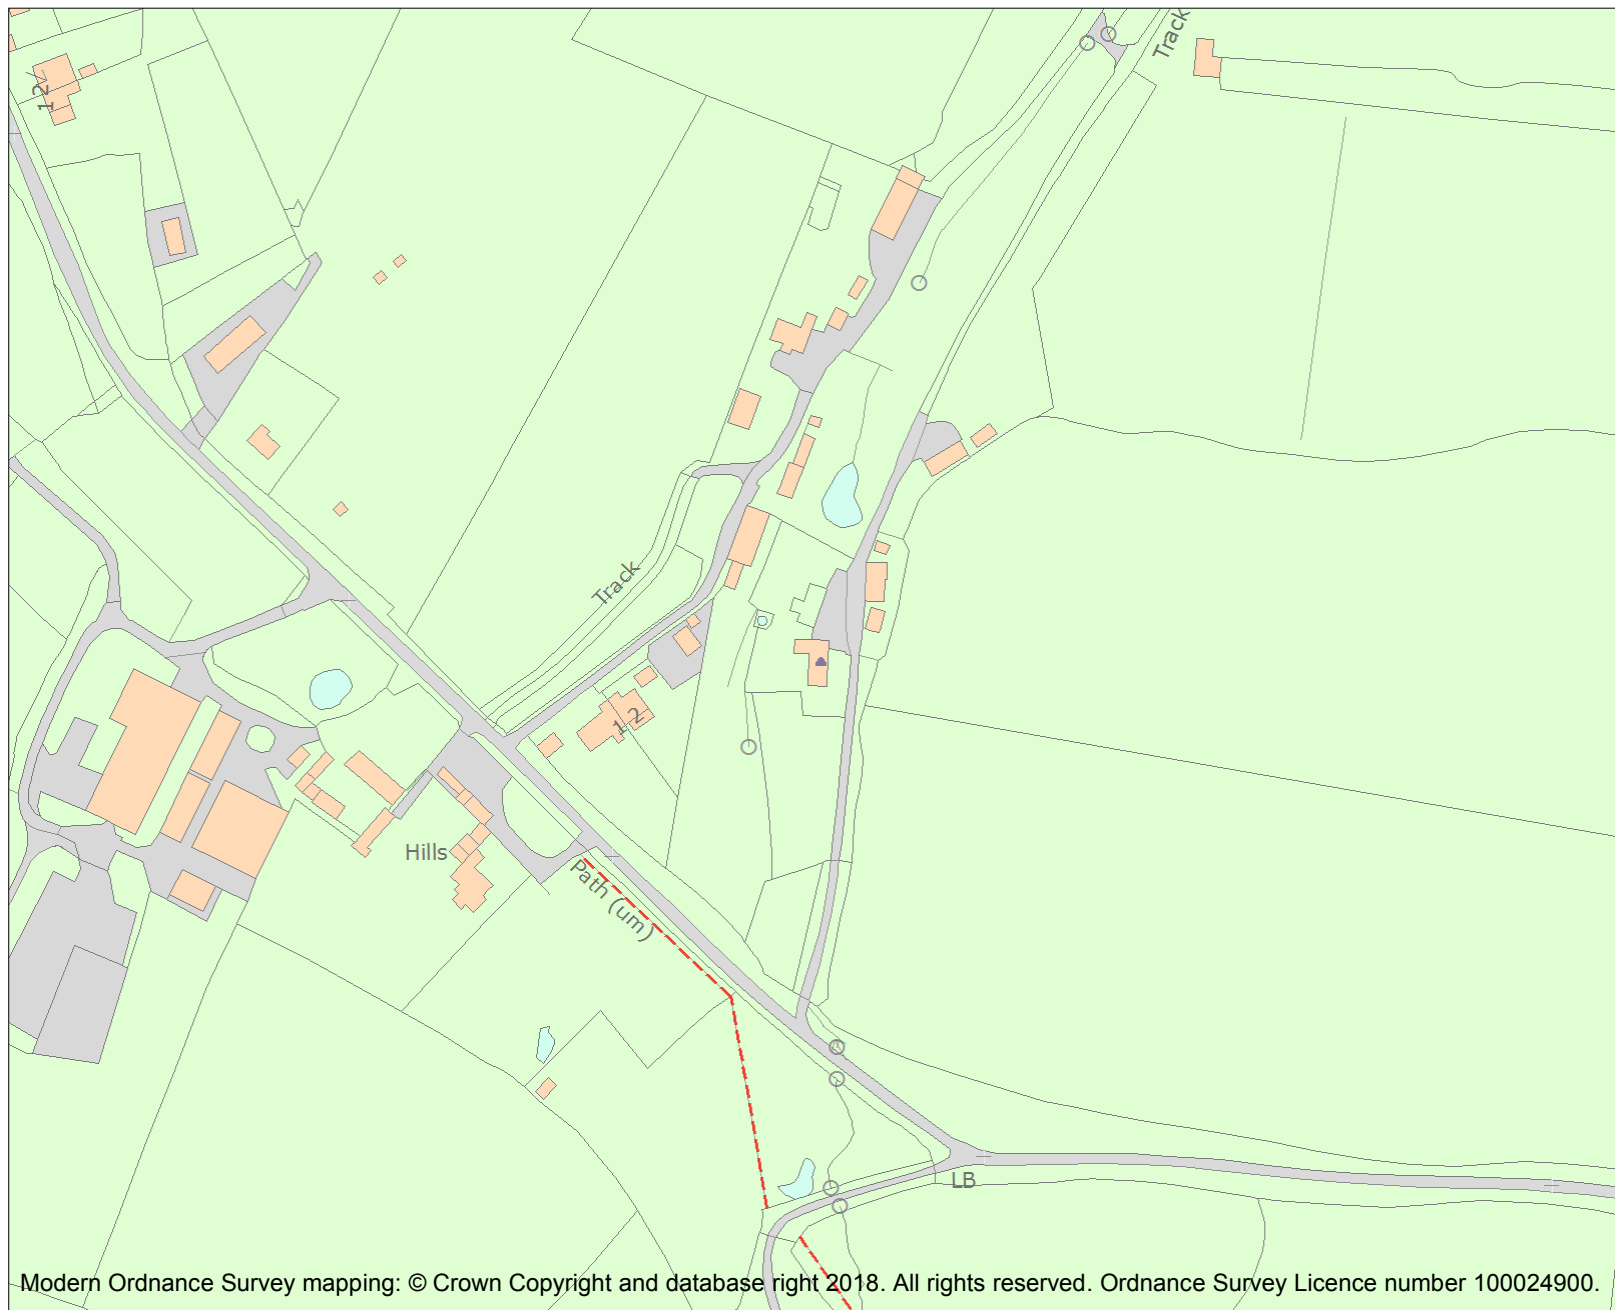 Track
1 2
Track
1 2
Hills
Path (um)
LB
Modern Ordnance Survey mapping: © Crown Copyright and database right 2018. All rights reserved. Ordnance Survey Licence number 100024900.